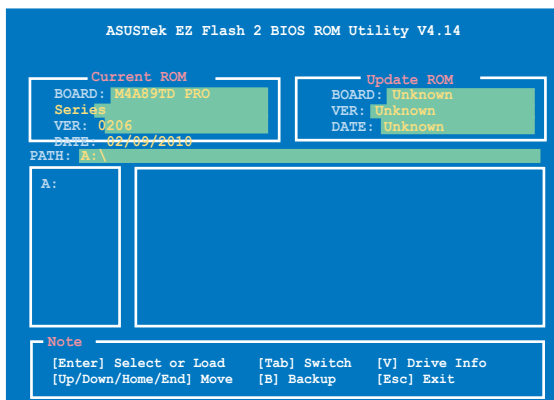 ASUSTek EZ Flash 2 BIOS ROM Utility V4.14
Current ROM
BOARD: M4A89TD PRO
Series
VER: 0206
DATE: 02/09/2010
Update ROM
BOARD: Unknown
VER: Unknown
DATE: Unknown
PATH: A:\
A:
Note
[Enter] Select or Load [Tab] Switch [V] Drive Info
[Up/Down/Home/End] Move [B] Backup [Esc] Exit